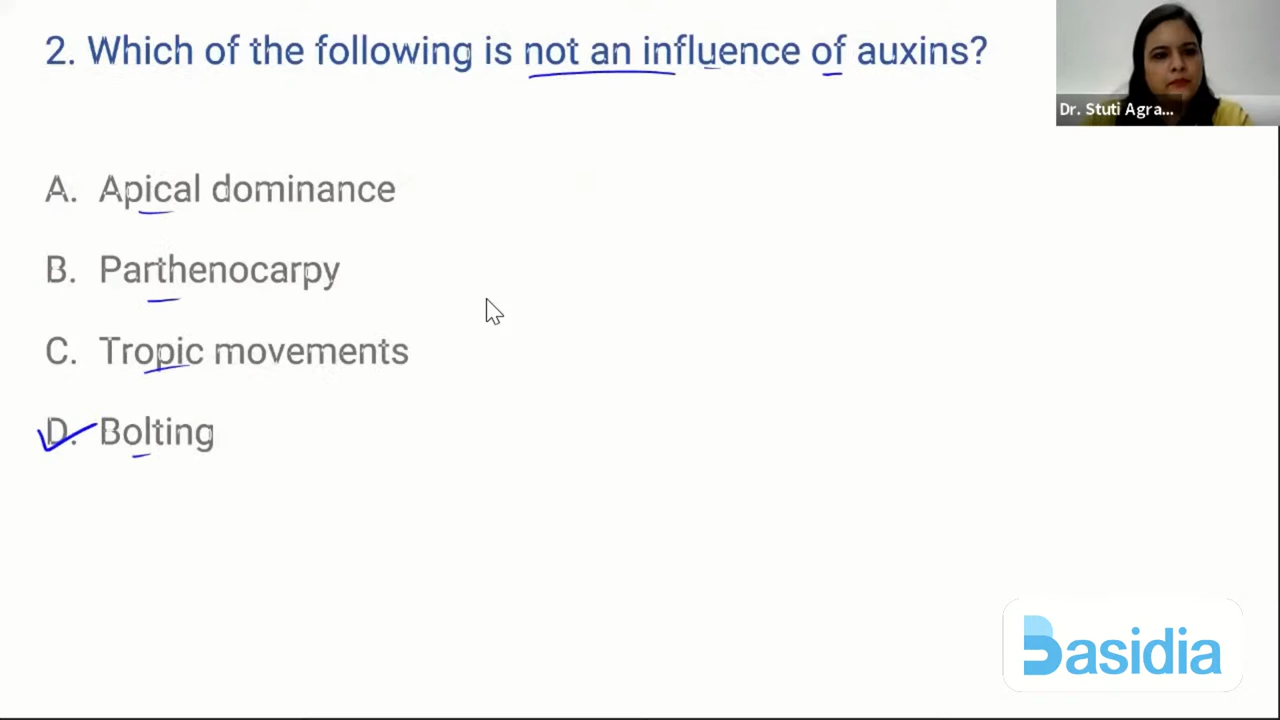 2. Which of the following is not an influence of auxins?
Dr. Stuti Agra...
A. Apical dominance
B. Parthenocarpy
C. Tropic movements
D. Bolting
Basidia